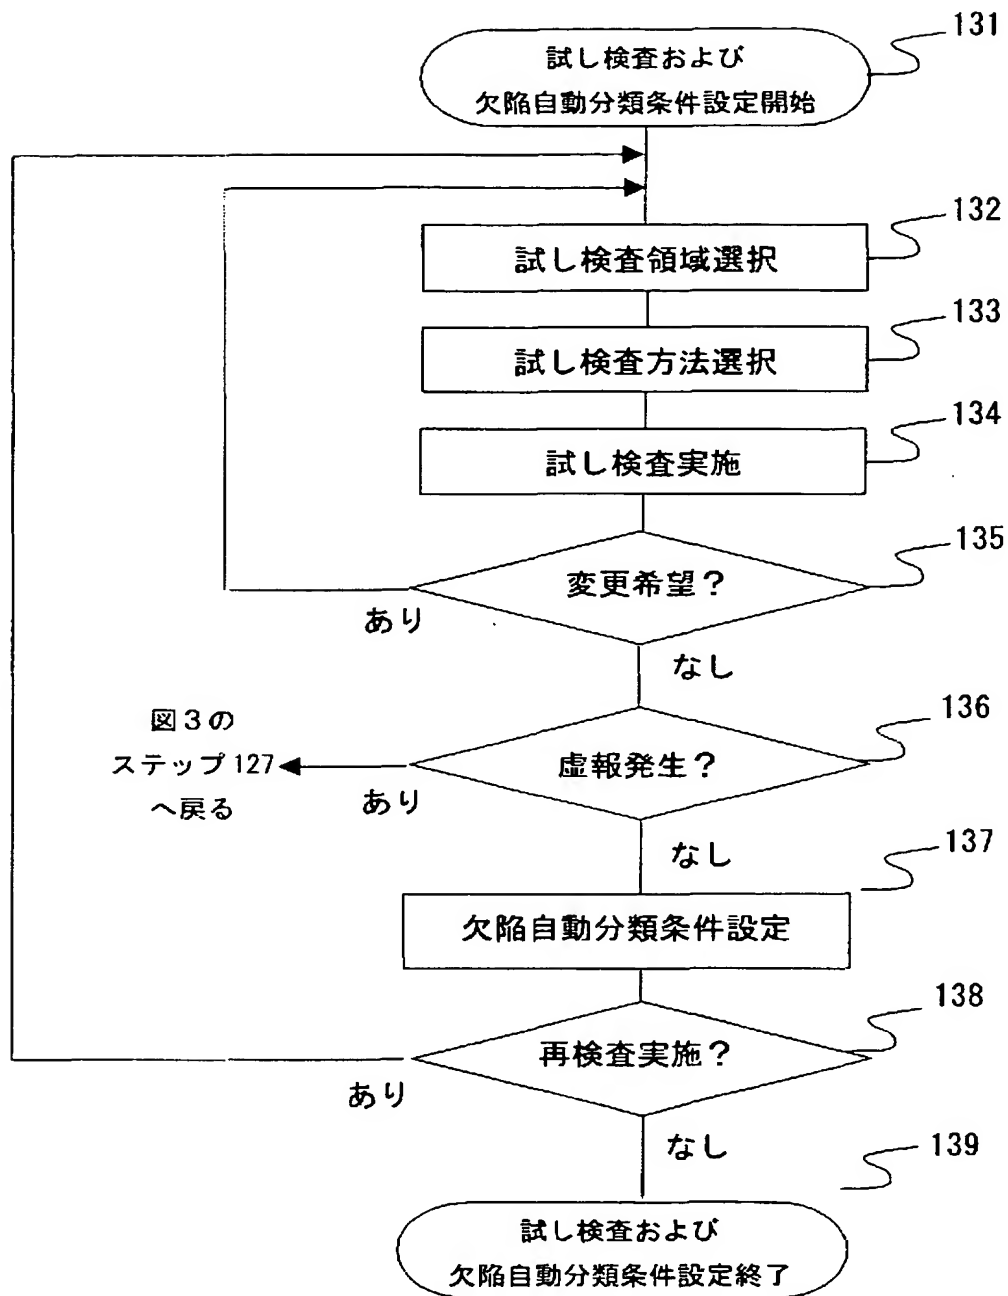 131
試し検査および
欠陥自動分類条件設定開始
132
試し検査領域選択
133
試し検査方法選択
134
試し検査実施
135
変更希望?
あり
なし
136
図3の
ステップ127
へ戻る
虚報発生?
あり
なし
137
欠陥自動分類条件設定
138
再検査実施?
あり
なし
139
試し検査および
欠陥自動分類条件設定終了